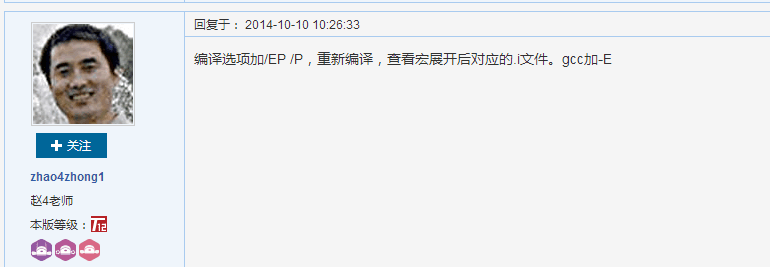 回复于： 2014-10-10 10:26:33
编译选项加/EP /P，重新编译，查看宏展开后对应的.i文件。gcc加-E
关注
zhao4zhong1
赵4老师
本版等级：T12